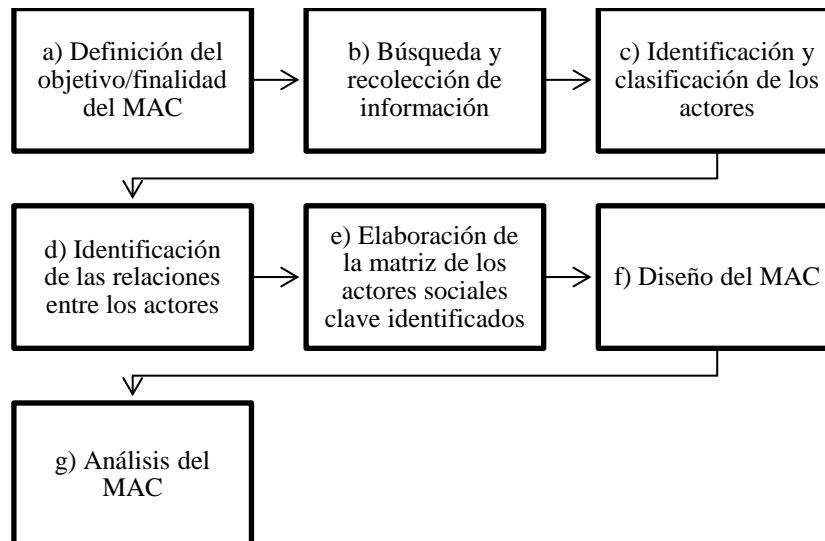 a) Definición del
objetivo/finalidad
del MAC
b) Búsqueda y
recolección de
información
c) Identificación y
clasificación de los
actores
d) Identificación
de las relaciones
entre los actores
e) Elaboración de
la matriz de los
actores sociales
clave identificados
f) Diseño del MAC
g) Análisis del
MAC